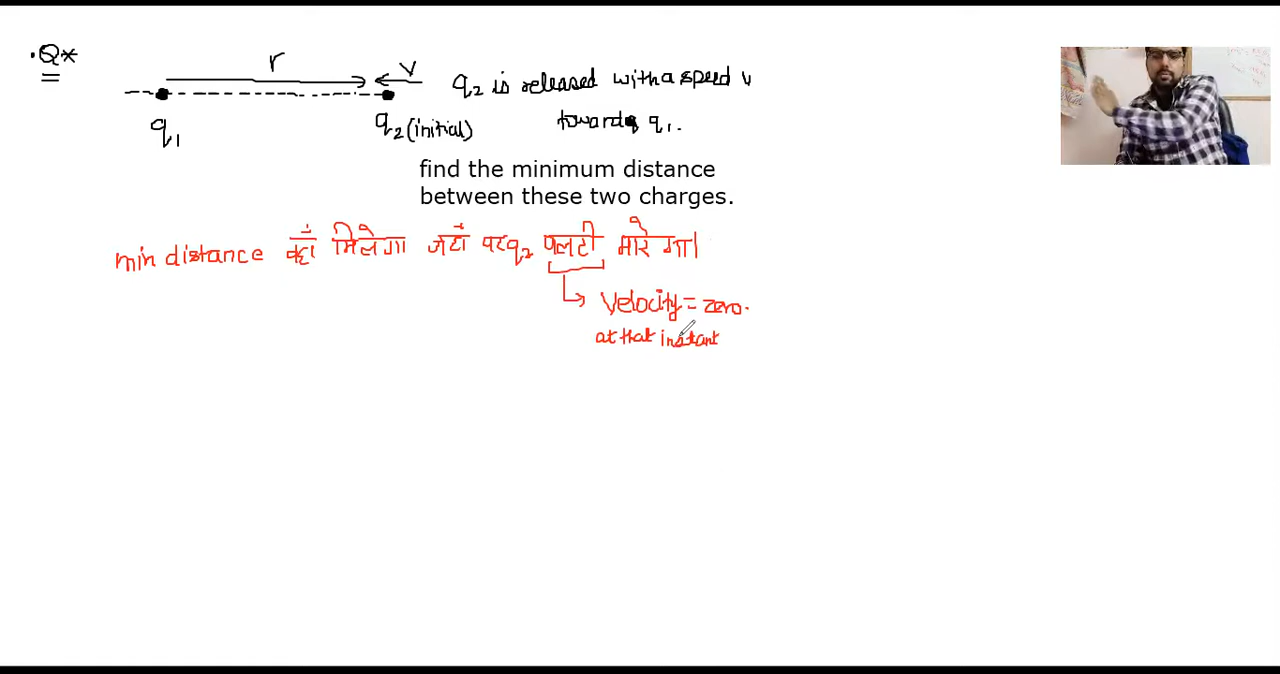 .Q*
r
v
q₂ is released with a speed v
towards q₁.
q₁
q₂(initial)
find the minimum distance
between these two charges.
min distance कहाँ मिलेगा जहाँ पर q₂ पलटी मारेगा।
↳ Velocity = zero.
at that instant